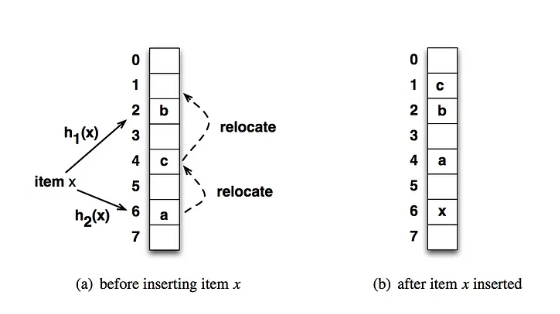 0
1
2 b
3
4 c
5
6 a
7
h1(x)
item x
h2(x)
relocate
relocate
(a) before inserting item x
0
1 c
2 b
3
4 a
5
6 x
7
(b) after item x inserted